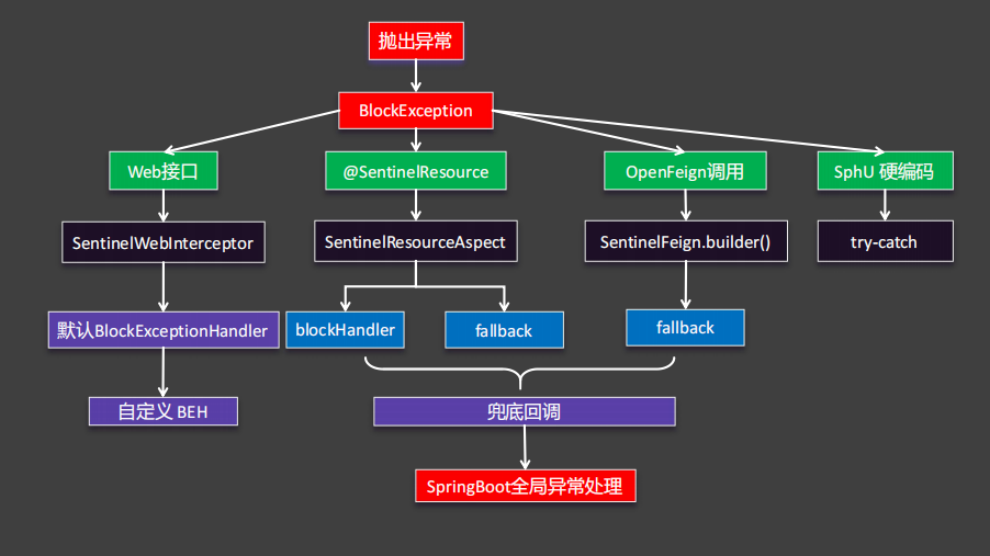 抛出异常
BlockException
Web接口
@SentinelResource
OpenFeign调用
SphU 硬编码
SentinelWebInterceptor
SentinelResourceAspect
SentinelFeign.builder()
try-catch
默认BlockExceptionHandler
blockHandler
fallback
fallback
自定义 BEH
兜底回调
SpringBoot全局异常处理